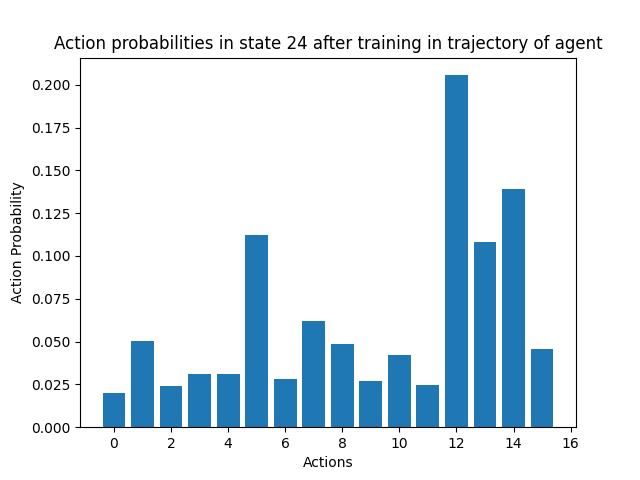 Action probabilities in state 24 after training in trajectory of agent
0.200
0.175
0.150
0.125
0.100
0.075
0.050
0.025
0.000
Action Probability
0 2 4 6 8 10 12 14 16
Actions